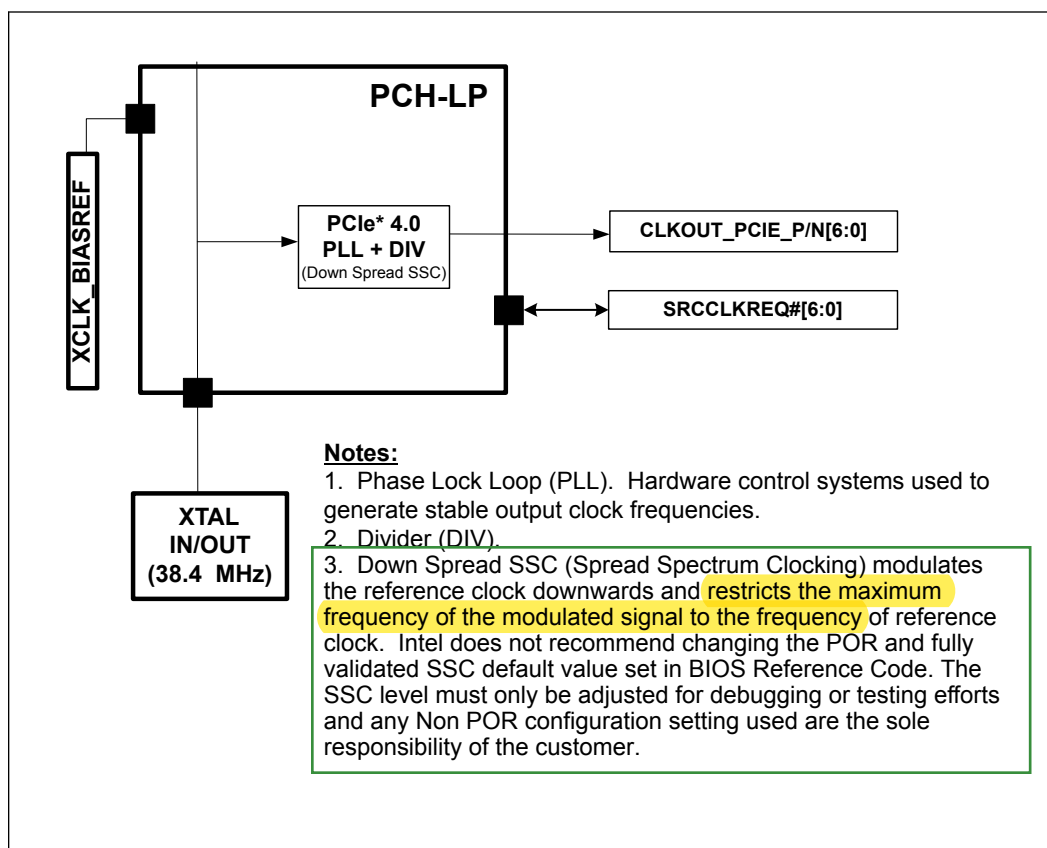 PCH-LP
XCLK_BIASREF
PCIe* 4.0
PLL + DIV
(Down Spread SSC)
CLKOUT_PCIE_P/N[6:0]
SRCCLKREQ#[6:0]
XTAL
IN/OUT
(38.4 MHz)
Notes:
1. Phase Lock Loop (PLL). Hardware control systems used to
generate stable output clock frequencies.
2. Divider (DIV).
3. Down Spread SSC (Spread Spectrum Clocking) modulates
the reference clock downwards and restricts the maximum
frequency of the modulated signal to the frequency of reference
clock. Intel does not recommend changing the POR and fully
validated SSC default value set in BIOS Reference Code. The
SSC level must only be adjusted for debugging or testing efforts
and any Non POR configuration setting used are the sole
responsibility of the customer.